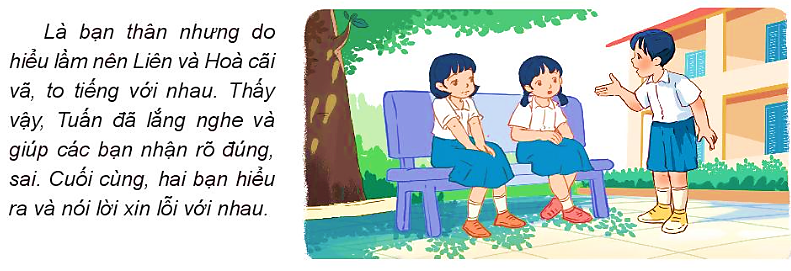 Là bạn thân nhưng do
hiểu lầm nên Liên và Hoà cãi
vã, to tiếng với nhau. Thấy
vậy, Tuấn đã lắng nghe và
giúp các bạn nhận rõ đúng,
sai. Cuối cùng, hai bạn hiểu
ra và nói lời xin lỗi với nhau.